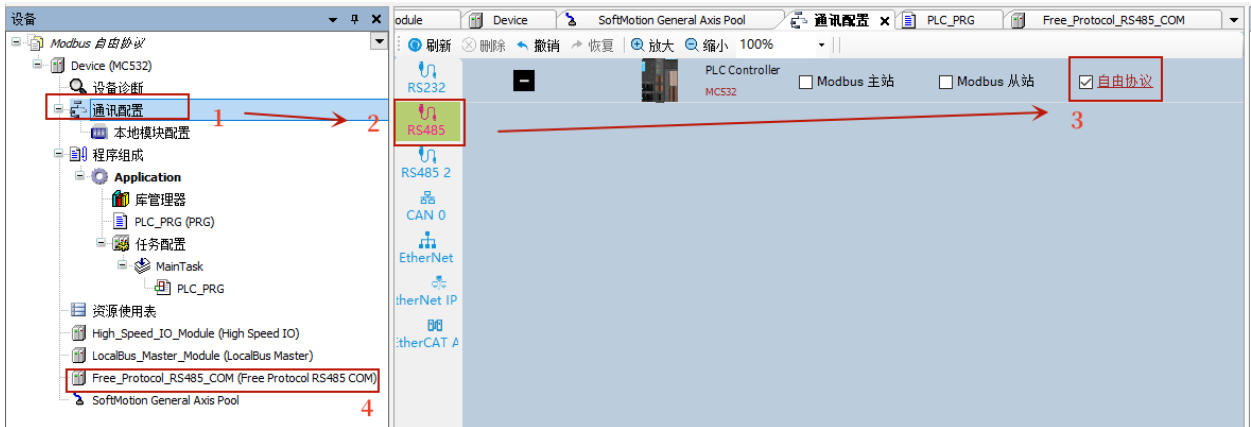 设备
Modbus 自由协议
Device (MC532)
设备诊断
通讯配置
1
本地模块配置
程序组成
Application
库管理器
PLC_PRG (PRG)
任务配置
MainTask
PLC_PRG
资源使用表
High_Speed_IO_Module (High Speed IO)
LocalBus_Master_Module (LocalBus Master)
Free_Protocol_RS485_COM (Free Protocol RS485 COM)
4
SoftMotion General Axis Pool
odule
Device
SoftMotion General Axis Pool
通讯配置
PLC_PRG
Free_Protocol_RS485_COM
刷新 删除 撤销 恢复 放大 缩小 100%
RS232
2
RS485
RS485 2
CAN 0
EtherNet
therNet IP
therCAT A
PLC Controller
MC532
Modbus 主站
Modbus 从站
自由协议
3